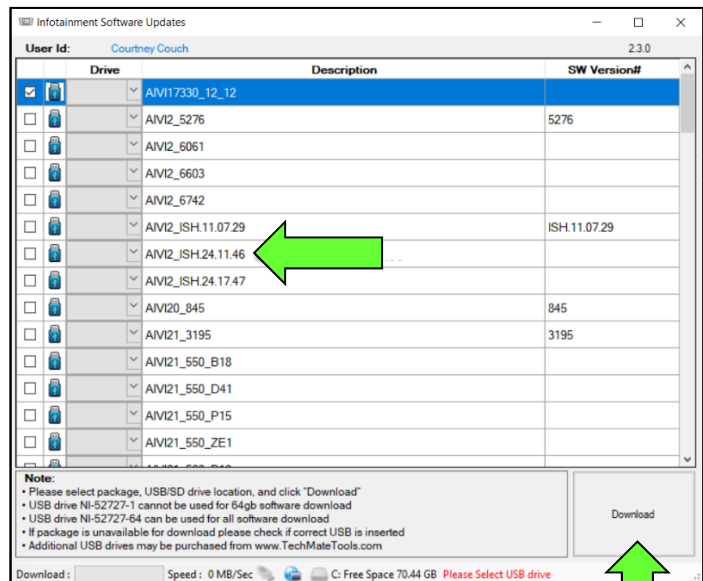 Infotainment Software Updates
User Id: Courtney Couch 2.3.0
Drive Description SW Version#
AIVI17330_12_12
AIVI2_5276 5276
AIVI2_6061
AIVI2_6603
AIVI2_6742
AIVI2_ISH.11.07.29 ISH.11.07.29
AIVI2_ISH.24.11.46
AIVI2_ISH.24.17.47
AIVI20_845 845
AIVI21_3195 3195
AIVI21_550_B18
AIVI21_550_D41
AIVI21_550_P15
AIVI21_550_ZE1
Note:
• Please select package, USB/SD drive location, and click "Download"
• USB drive NI-52727-1 cannot be used for 64gb software download
• USB drive NI-52727-64 can be used for all software download
• If package is unavailable for download please check if correct USB is inserted
• Additional USB drives may be purchased from www.TechMateTools.com
Download
Download : Speed : 0 MB/Sec C: Free Space 70.44 GB Please Select USB drive